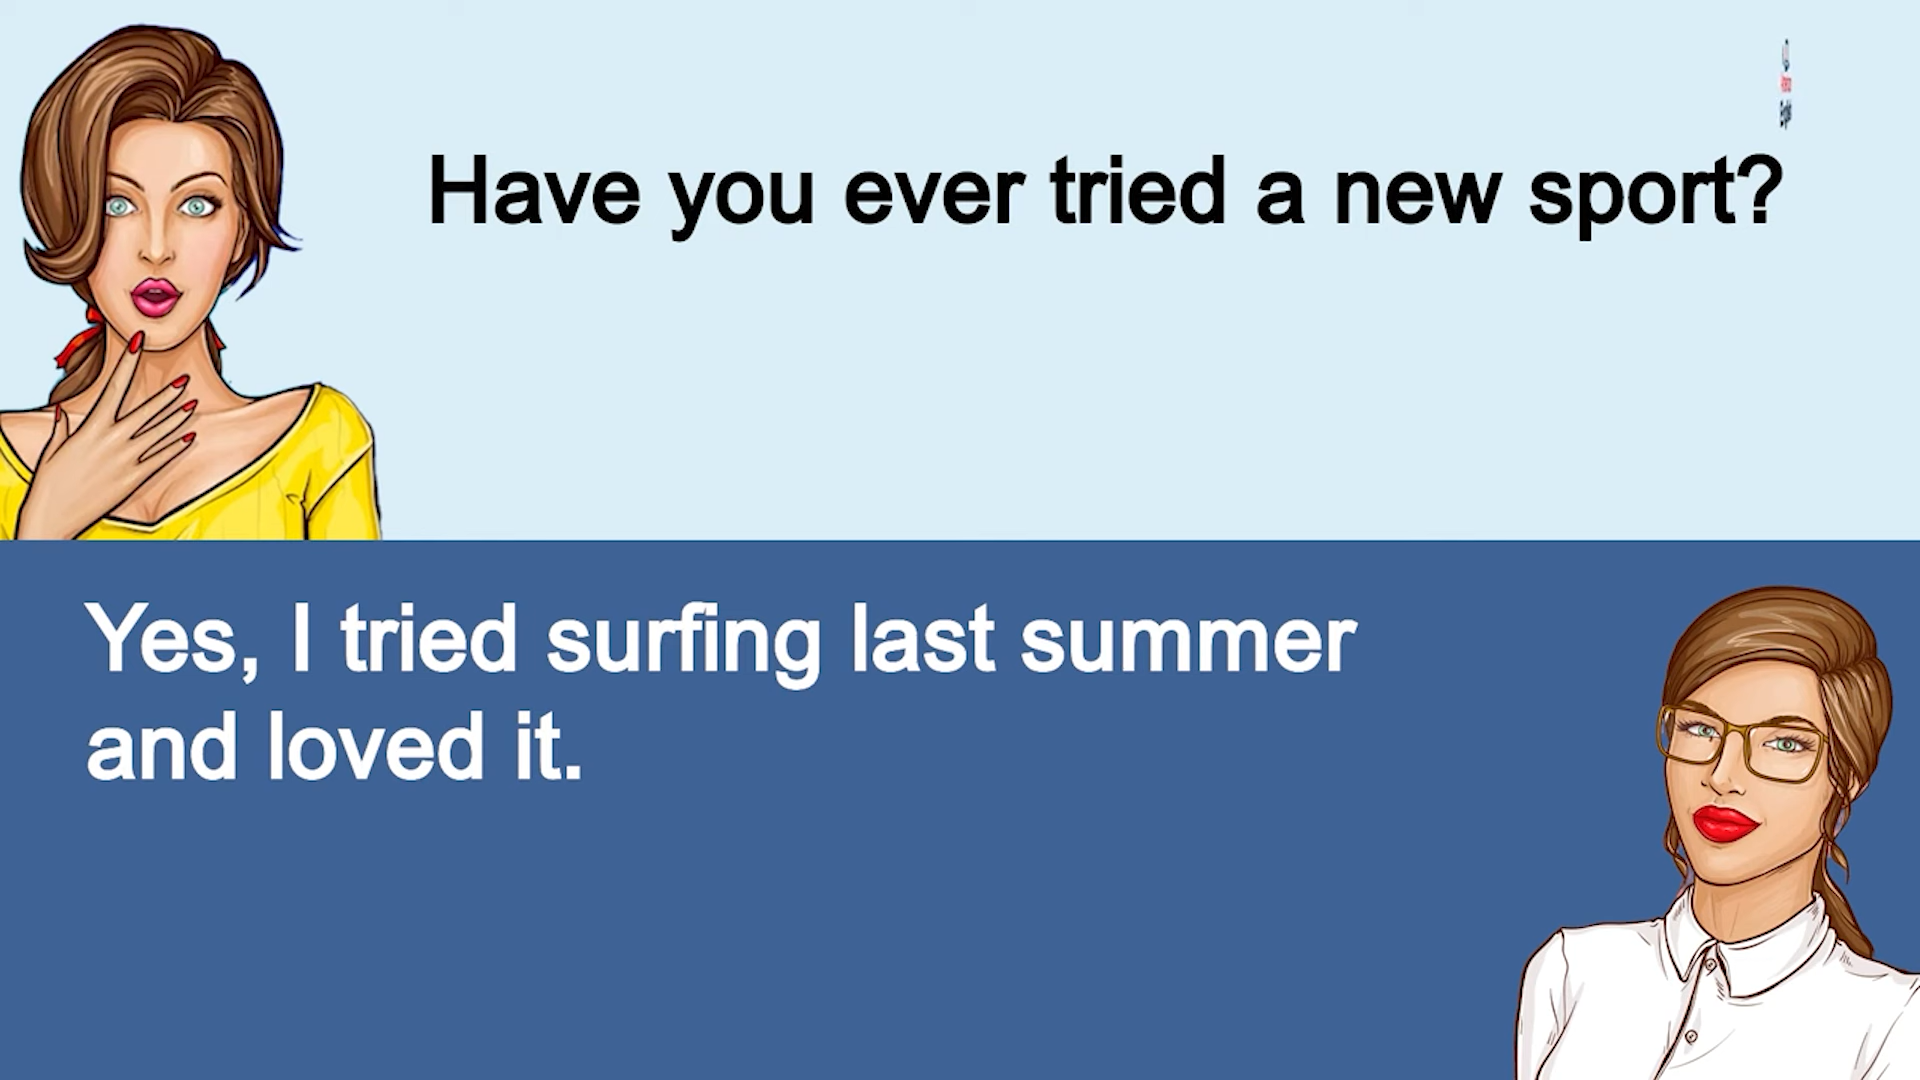 Have you ever tried a new sport?
Yes, I tried surfing last summer
and loved it.